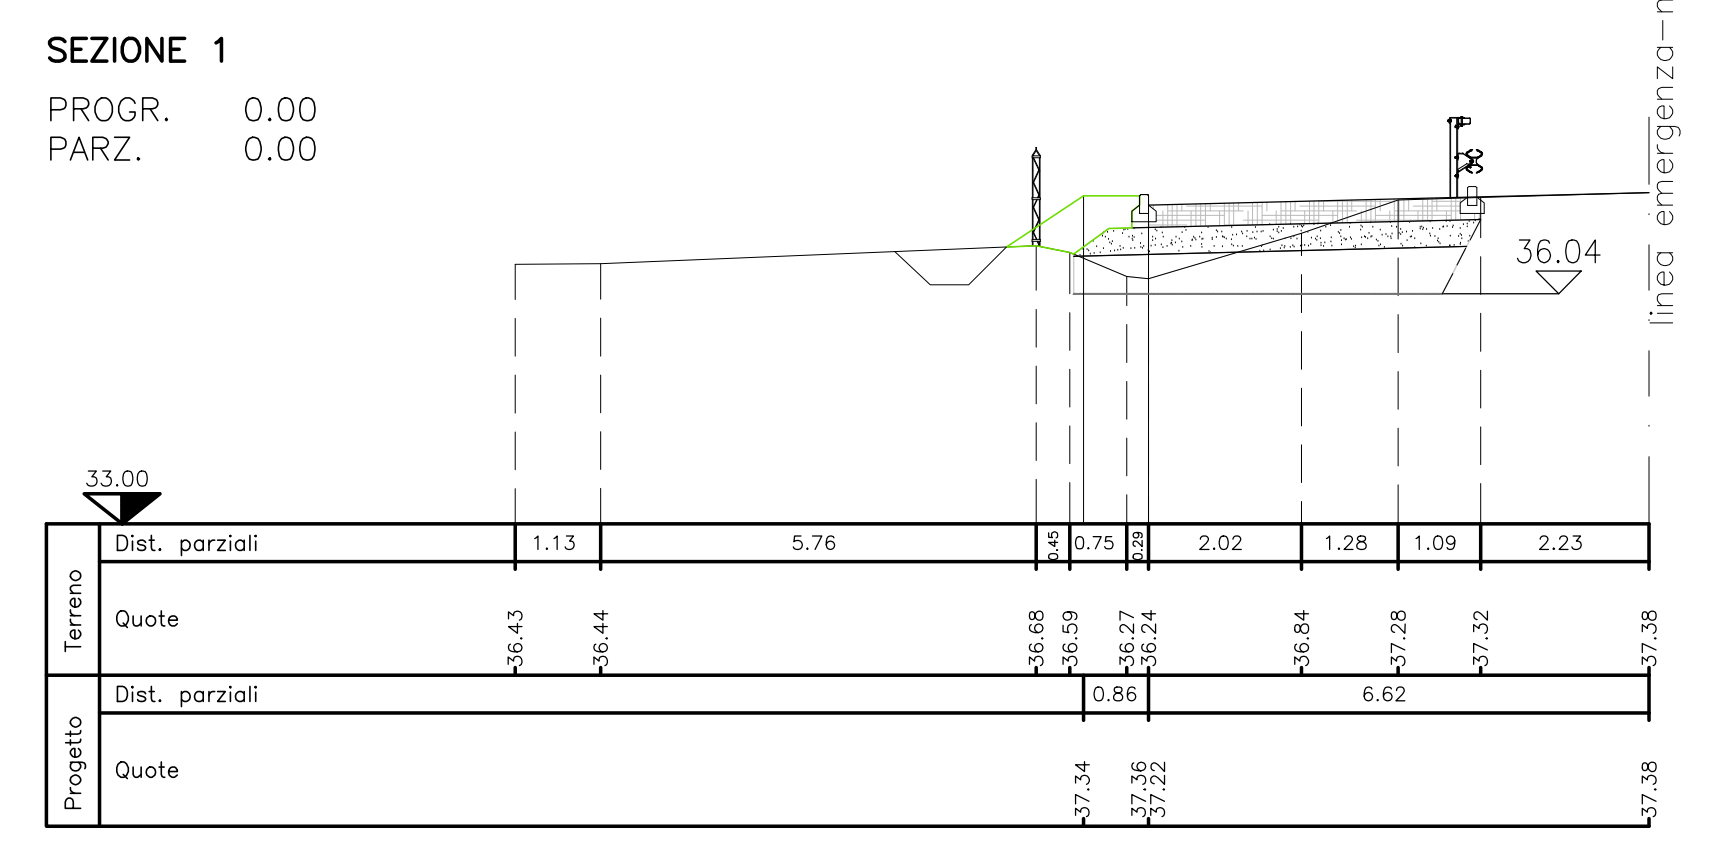 SEZIONE 1
PROGR. 0.00
PARZ. 0.00
linea emergenza-
36.04
33.00
Terreno
Dist. parziali 1.13 5.76 0.45 0.75 0.29 2.02 1.28 1.09 2.23
Quote 36.43 36.44 36.68 36.59 36.27 36.24 36.84 37.28 37.32 37.38
Progetto
Dist. parziali 0.86 6.62
Quote 37.34 37.36 37.22 37.38